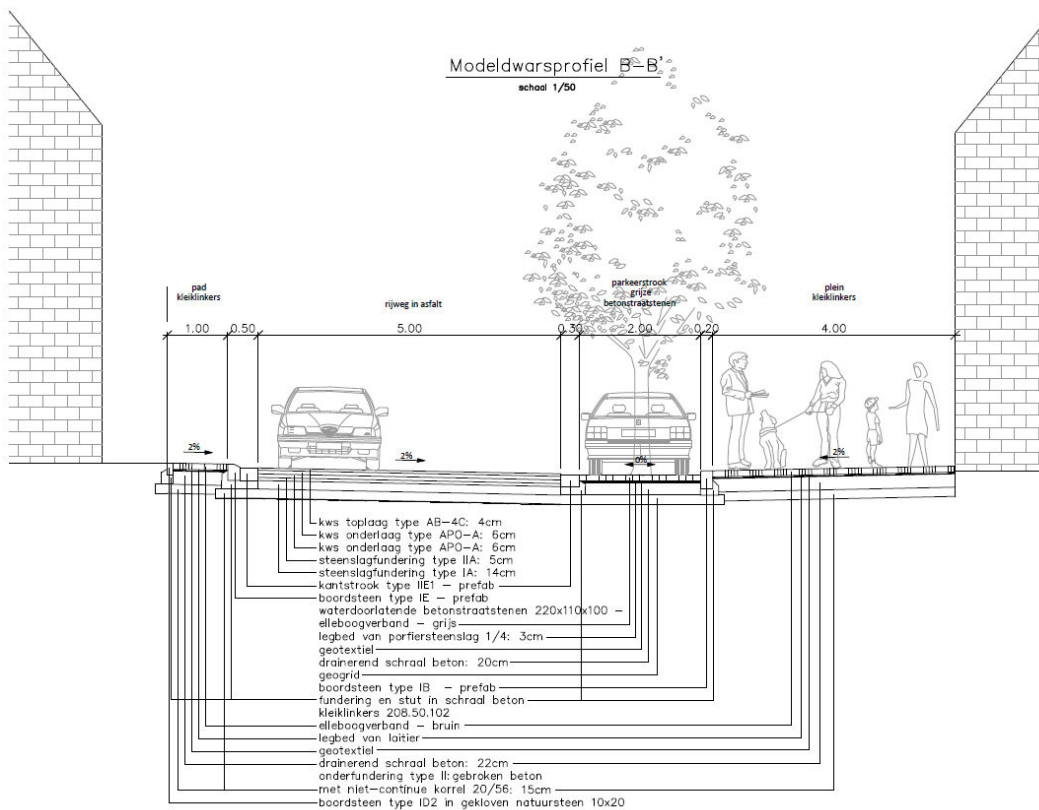 Modeldwarsprofiel B-B'
schaal 1/50
pad
kleiklinkers
rijweg in asfalt
parkeerstrook
grijze
betonstraatstenen
plein
kleiklinkers
1.00 0.50 5.00 0.30 2.00 0.20 4.00
2% 2% 0% 2%
kws toplaag type AB-4C: 4cm
kws onderlaag type APO-A: 6cm
kws onderlaag type APO-A: 6cm
steenslagfundering type IIA: 5cm
steenslagfundering type IA: 14cm
kantstrook type IIE1 - prefab
boordsteen type IE - prefab
waterdoorlatende betonstraatstenen 220x110x100 -
elleboogverband - grijs
legbed van porfiersteenslag 1/4: 3cm
geotextiel
drainerend schraal beton: 20cm
geogrid
boordsteen type IB - prefab
fundering en stut in schraal beton
kleiklinkers 208.50.102
elleboogverband - bruin
legbed van laitier
geotextiel
drainerend schraal beton: 22cm
onderfundering type II: gebroken beton
met niet-continue korrel 20/56: 15cm
boordsteen type ID2 in gekloven natuursteen 10x20